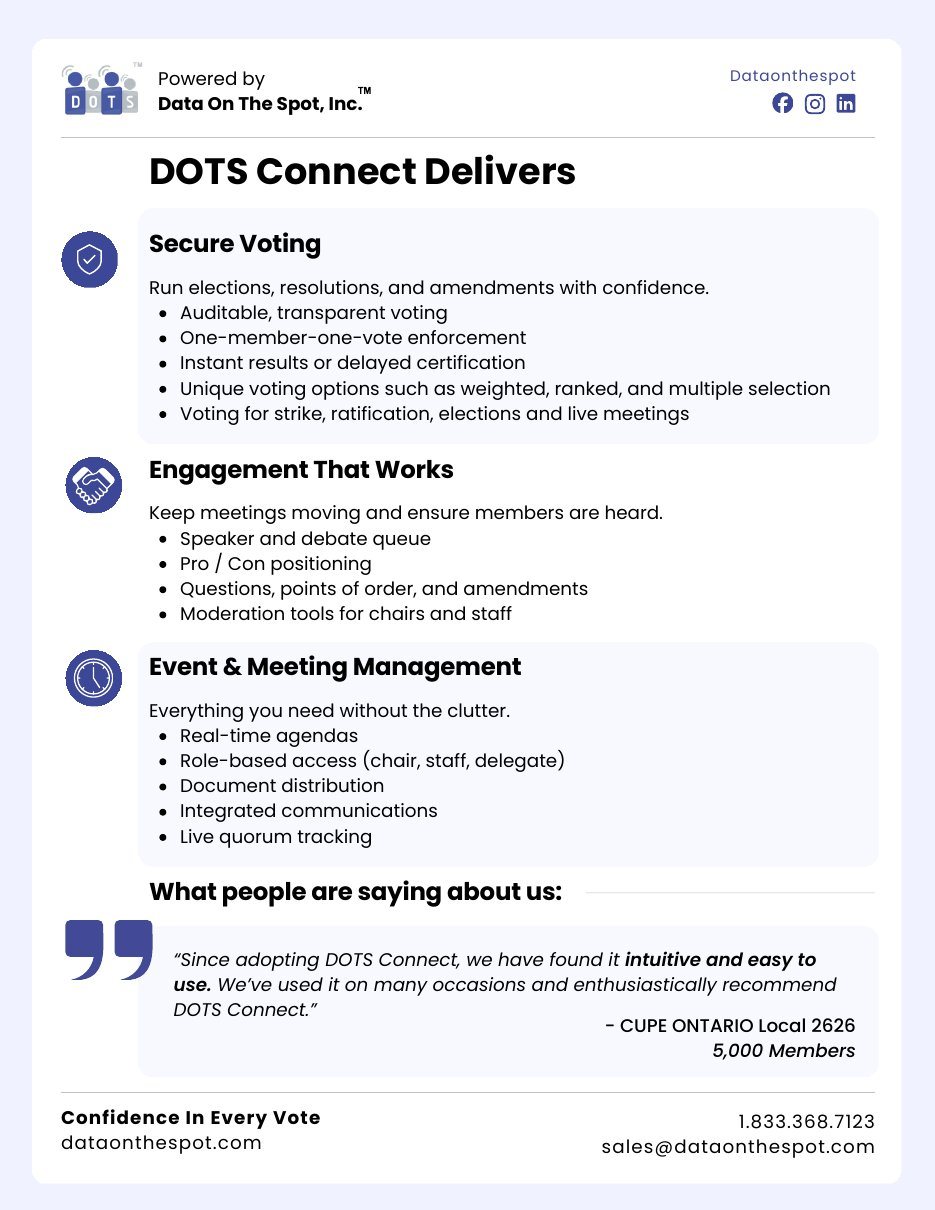 DOTS
TM
Powered by
Data On The Spot, Inc.™
Dataonthespot
DOTS Connect Delivers
Secure Voting
Run elections, resolutions, and amendments with confidence.
• Auditable, transparent voting
• One-member-one-vote enforcement
• Instant results or delayed certification
• Unique voting options such as weighted, ranked, and multiple selection
• Voting for strike, ratification, elections and live meetings
Engagement That Works
Keep meetings moving and ensure members are heard.
• Speaker and debate queue
• Pro / Con positioning
• Questions, points of order, and amendments
• Moderation tools for chairs and staff
Event & Meeting Management
Everything you need without the clutter.
• Real-time agendas
• Role-based access (chair, staff, delegate)
• Document distribution
• Integrated communications
• Live quorum tracking
What people are saying about us:
“Since adopting DOTS Connect, we have found it intuitive and easy to
use. We’ve used it on many occasions and enthusiastically recommend
DOTS Connect.”
- CUPE ONTARIO Local 2626
5,000 Members
Confidence In Every Vote
dataonthespot.com
1.833.368.7123
sales@dataonthespot.com